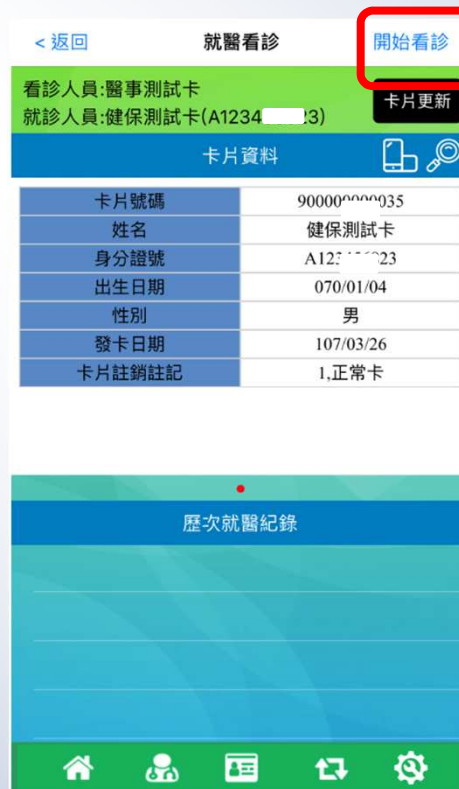 < 返回 就醫看診 開始看診
看診人員:醫事測試卡
就診人員:健保測試卡(A1234 23)
卡片更新
卡片資料
卡片號碼 900000000035
姓名 健保測試卡
身分證號 A123 23
出生日期 070/01/04
性別 男
發卡日期 107/03/26
卡片註銷註記 1,正常卡
歷次就醫紀錄